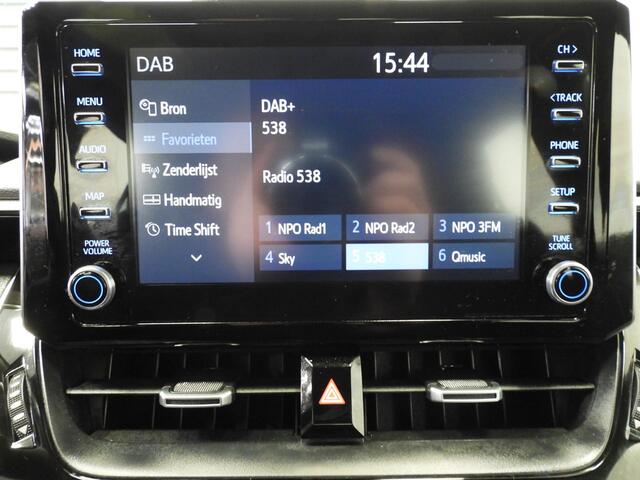 HOME
MENU
AUDIO
MAP
POWER
VOLUME
DAB
15:44
Bron
Favorieten
Zenderlijst
Handmatig
Time Shift
DAB+
538
Radio 538
1 NPO Rad1
2 NPO Rad2
3 NPO 3FM
4 Sky
5 538
6 Qmusic
CH >
< TRACK
PHONE
SETUP
TUNE
SCROLL